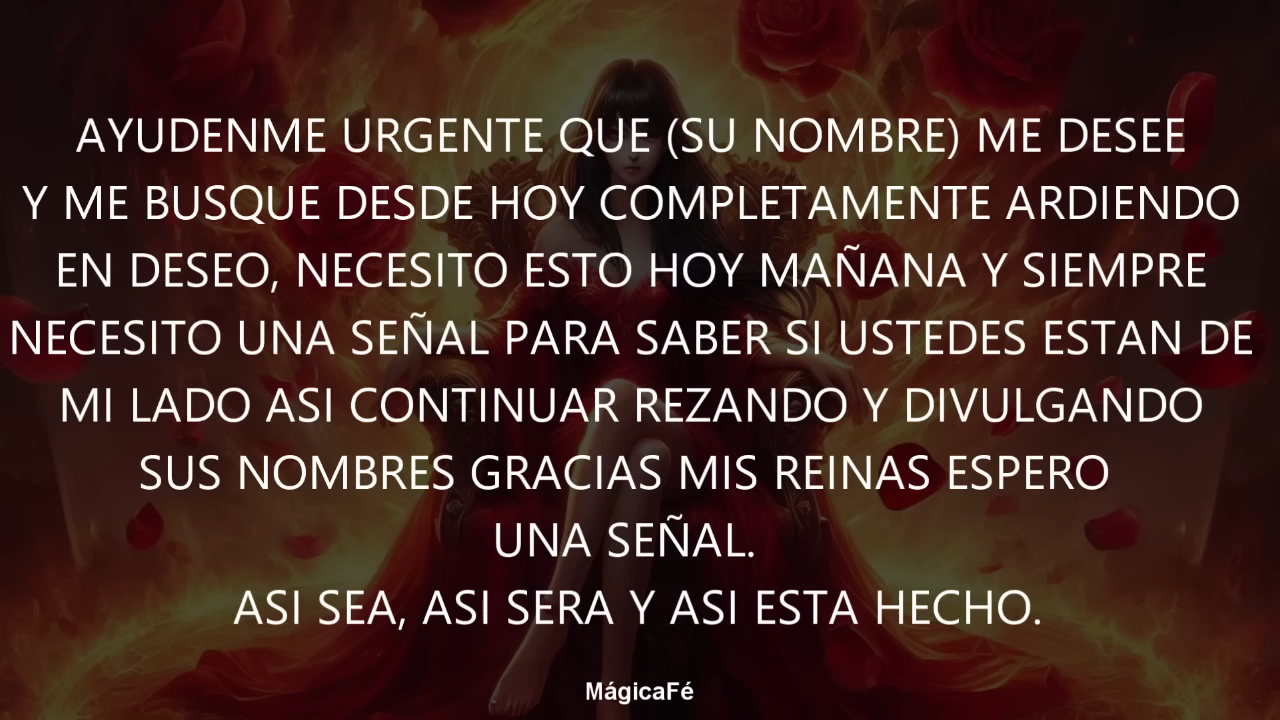 AYUDENME URGENTE QUE (SU NOMBRE) ME DESEE
Y ME BUSQUE DESDE HOY COMPLETAMENTE ARDIENDO
EN DESEO, NECESITO ESTO HOY MAÑANA Y SIEMPRE
NECESITO UNA SEÑAL PARA SABER SI USTEDES ESTAN DE
MI LADO ASI CONTINUAR REZANDO Y DIVULGANDO
SUS NOMBRES GRACIAS MIS REINAS ESPERO
UNA SEÑAL.
ASI SEA, ASI SERA Y ASI ESTA HECHO.
MágicaFé